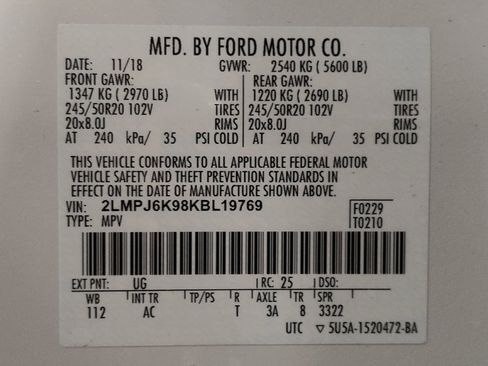 MFD. BY FORD MOTOR CO.
DATE: 11/18 GVWR: 2540 KG ( 5600 LB)
FRONT GAWR: REAR GAWR:
1347 KG ( 2970 LB) WITH 1220 KG ( 2690 LB) WITH
245/50R20 102V TIRES 245/50R20 102V TIRES
20x8.0J RIMS 20x8.0J RIMS
AT 240 kPa/ 35 PSI COLD AT 240 kPa/ 35 PSI COLD
THIS VEHICLE CONFORMS TO ALL APPLICABLE FEDERAL MOTOR
VEHICLE SAFETY AND THEFT PREVENTION STANDARDS IN
EFFECT ON THE DATE OF MANUFACTURE SHOWN ABOVE.
VIN: 2LMPJ6K98KBL19769 F0229
TYPE: MPV T0210
EXT PNT: UG RC: 25 DSO:
WB INT TR TP/PS R AXLE TR SPR
112 AC T 3A 8 3322
UTC ▽ 5U5A-1520472-BA